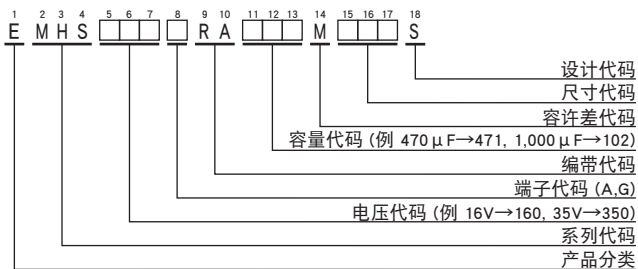 1 2 3 4 5 6 7 8 9 10 11 12 13 14 15 16 17 18
E M H S □□□ □ R A □□□ M □□□ S
设计代码
尺寸代码
容许差代码
容量代码 (例 470μF→471, 1,000μF→102)
编带代码
端子代码 (A,G)
电压代码 (例 16V→160, 35V→350)
系列代码
产品分类